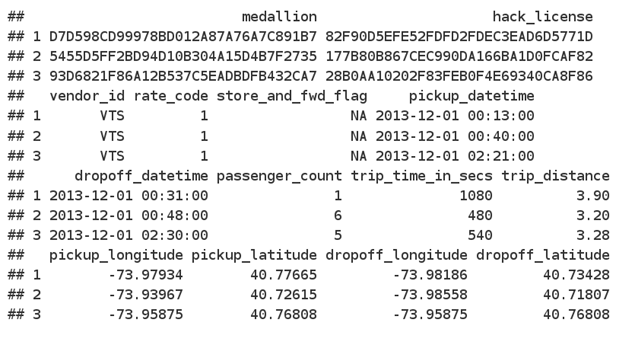 ##                              medallion                      hack_license
## 1 D7D598CD99978BD012A87A76A7C891B7 82F90D5EFE52FDFD2FDEC3EAD6D5771D
## 2 5455D5FF2BD94D10B304A15D4B7F2735 177B80B867CEC990DA166BA1D0FCAF82
## 3 93D6821F86A12B537C5EADBDFB432CA7 28B0AA10202F83FEB0F4E69340CA8F86
##   vendor_id rate_code store_and_fwd_flag     pickup_datetime
## 1       VTS         1                 NA 2013-12-01 00:13:00
## 2       VTS         1                 NA 2013-12-01 00:40:00
## 3       VTS         1                 NA 2013-12-01 02:21:00
##      dropoff_datetime passenger_count trip_time_in_secs trip_distance
## 1 2013-12-01 00:31:00               1              1080          3.90
## 2 2013-12-01 00:48:00               6               480          3.20
## 3 2013-12-01 02:30:00               5               540          3.28
##   pickup_longitude pickup_latitude dropoff_longitude dropoff_latitude
## 1        -73.97934        40.77665         -73.98186         40.73428
## 2        -73.93967        40.72615         -73.98558         40.71807
## 3        -73.95875        40.76808         -73.95875         40.76808